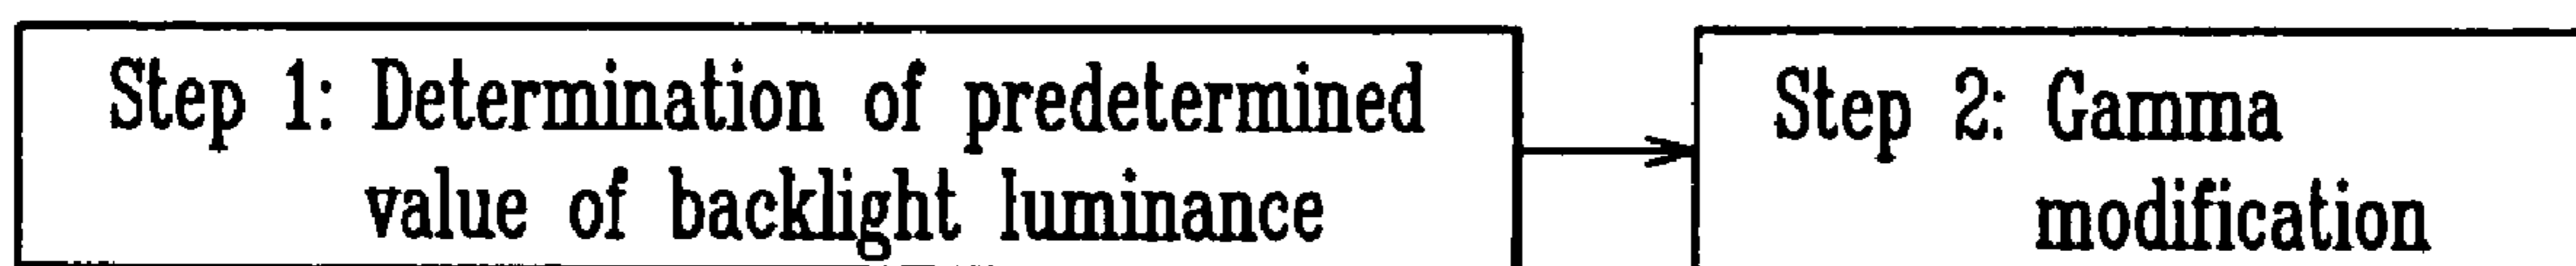 Step 1: Determination of predetermined
value of backlight luminance
Step 2: Gamma
modification